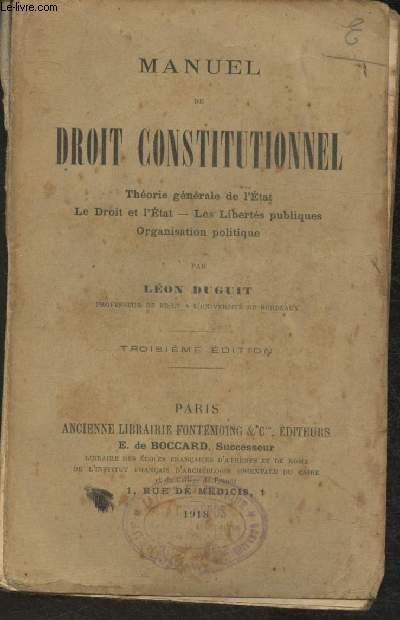 Le-livre.com
MANUEL
DE
DROIT CONSTITUTIONNEL
Théorie générale de l'État
Le Droit et l'État — Les Libertés publiques
Organisation politique
PAR
LÉON DUGUIT
PROFESSEUR DE DROIT A L'UNIVERSITÉ DE BORDEAUX
TROISIÈME ÉDITION
PARIS
ANCIENNE LIBRAIRIE FONTEMOING & Cie, ÉDITEURS
E. de BOCCARD, Successeur
LIBRAIRE DES ÉCOLES FRANÇAISES D'ATHÈNES ET DE ROME
DE L'INSTITUT FRANÇAIS D'ARCHÉOLOGIE ORIENTALE DU CAIRE
1, RUE DE MÉDICIS, 1
1918